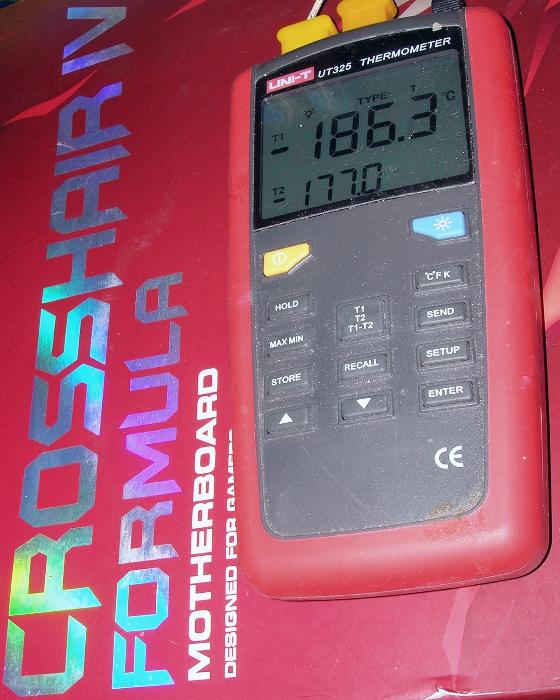 CROSSHAIR IV
FORMULA
MOTHERBOARD
DESIGNED FOR GAMERS
UNI-T UT325 THERMOMETER
TYPE: T
T1 -186.3 °C
T2 -177.0
HOLD
°C F K
T1
T2
T1-T2
SEND
MAX MIN
SETUP
RECALL
STORE
ENTER
CE